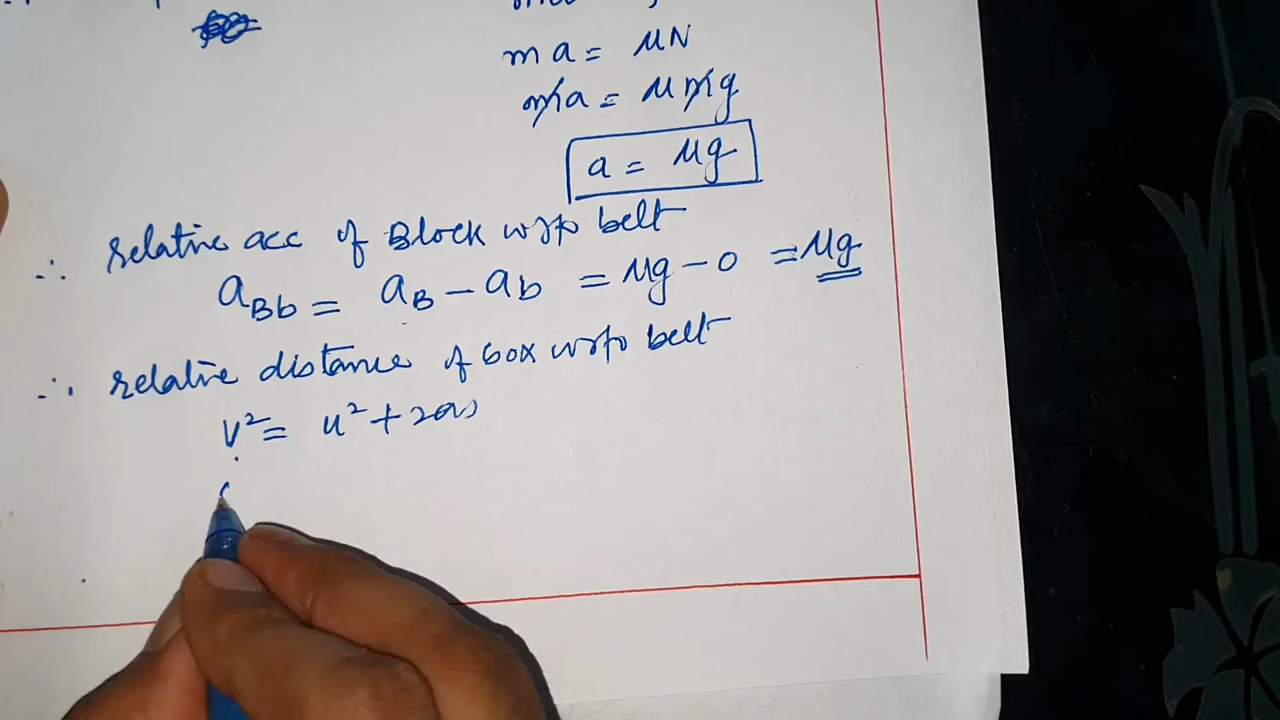 ma = μN
ma = μmg
a = μg
∴ relative acc of Block w.r.to belt
aBb = aB - ab = μg - 0 = μg
∴ relative distance of box w.r.to belt
v² = u² + 2as